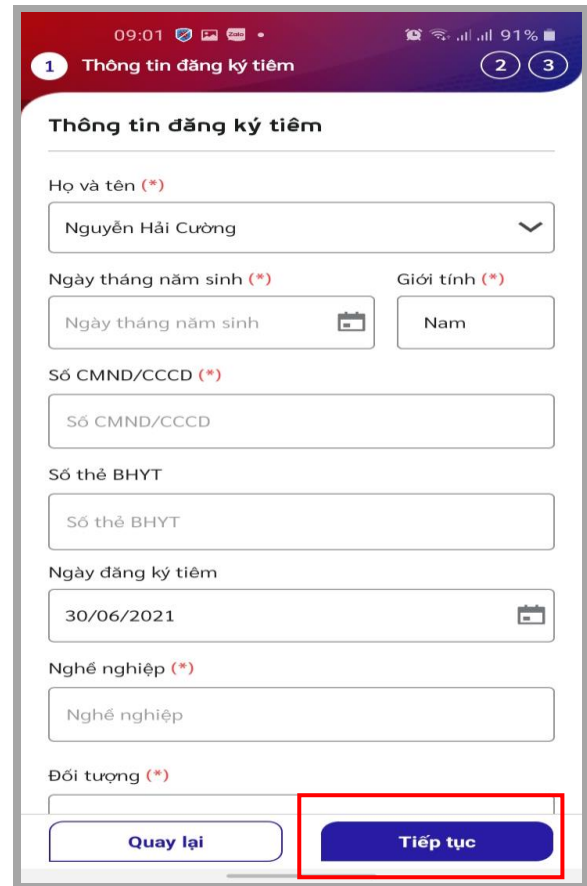 09:01 Zalo 91%
1 Thông tin đăng ký tiêm 2 3
Thông tin đăng ký tiêm
Họ và tên (*)
Nguyễn Hải Cường
Ngày tháng năm sinh (*) Giới tính (*)
Ngày tháng năm sinh Nam
Số CMND/CCCD (*)
Số CMND/CCCD
Số thẻ BHYT
Số thẻ BHYT
Ngày đăng ký tiêm
30/06/2021
Nghề nghiệp (*)
Nghề nghiệp
Đối tượng (*)
Quay lại Tiếp tục